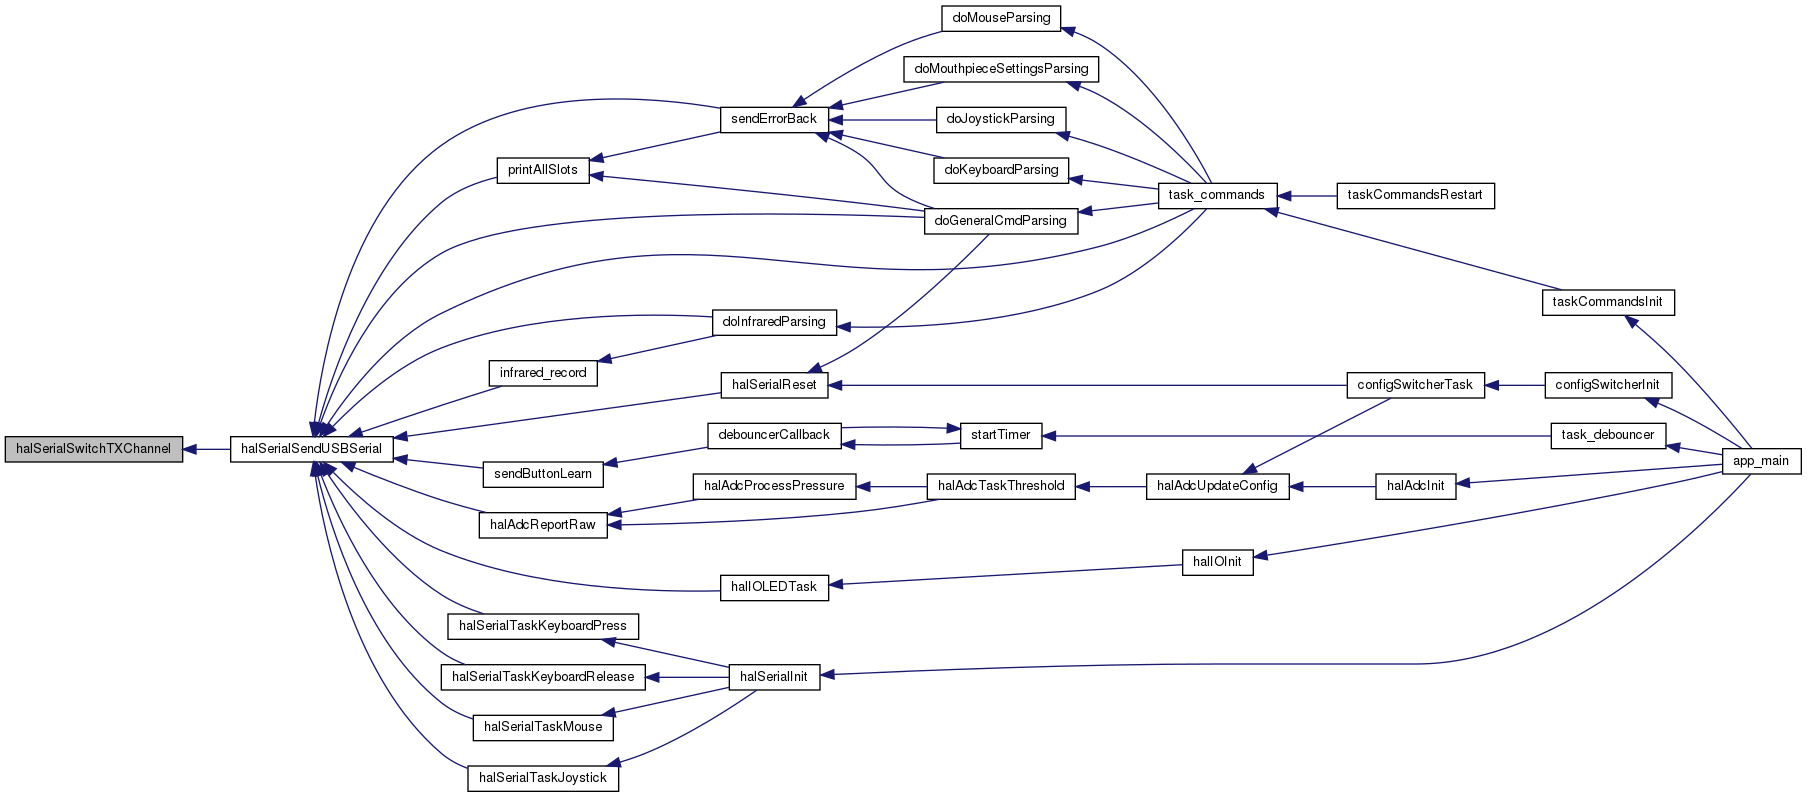 doMouseParsing
doMouthpieceSettingsParsing
sendErrorBack
doJoystickParsing
printAllSlots
doKeyboardParsing
task_commands
taskCommandsRestart
doGeneralCmdParsing
taskCommandsInit
doInfraredParsing
infrared_record
halSerialReset
configSwitcherTask
configSwitcherInit
halSerialSwitchTXChannel
halSerialSendUSBSerial
debouncerCallback
startTimer
task_debouncer
app_main
sendButtonLearn
halAdcProcessPressure
halAdcTaskThreshold
halAdcUpdateConfig
halAdcInit
halAdcReportRaw
halIOInit
halIOLEDTask
halSerialTaskKeyboardPress
halSerialTaskKeyboardRelease
halSerialInit
halSerialTaskMouse
halSerialTaskJoystick